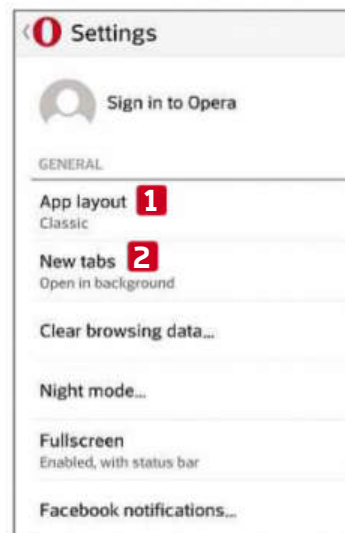 Settings
Sign in to Opera
GENERAL
App layout 1
Classic
New tabs 2
Open in background
Clear browsing data...
Night mode...
Fullscreen
Enabled, with status bar
Facebook notifications...